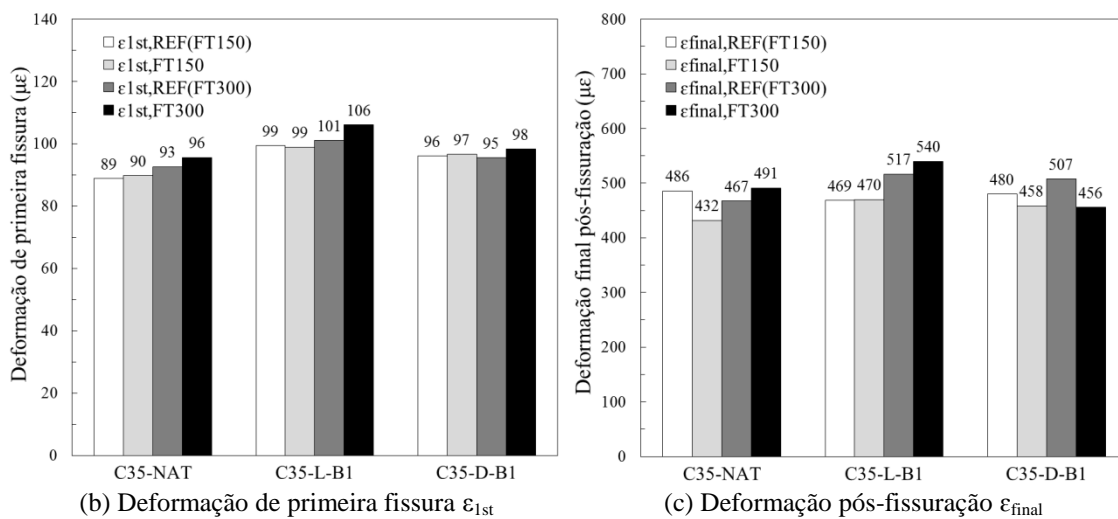 140
120
100
80
60
40
20
0
Deformação de primeira fissura (με)
ε1st,REF(FT150)
ε1st,FT150
ε1st,REF(FT300)
ε1st,FT300
89 90 93 96
99 99 101 106
96 97 95 98
C35-NAT C35-L-B1 C35-D-B1
(b) Deformação de primeira fissura ε1st
800
700
600
500
400
300
200
100
0
Deformação final pós-fissuração (με)
εfinal,REF(FT150)
εfinal,FT150
εfinal,REF(FT300)
εfinal,FT300
486 432 467 491
469 470 517 540
480 458 507 456
C35-NAT C35-L-B1 C35-D-B1
(c) Deformação pós-fissuração εfinal